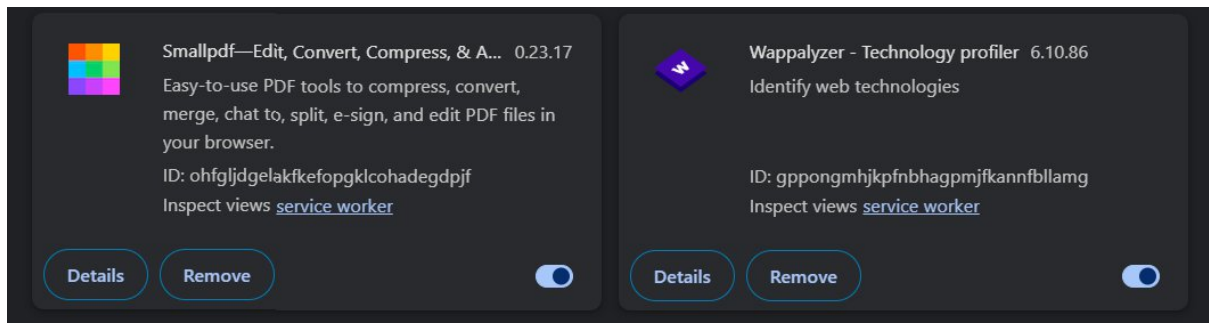 Smallpdf—Edit, Convert, Compress, & A... 0.23.17
Easy-to-use PDF tools to compress, convert,
merge, chat to, split, e-sign, and edit PDF files in
your browser.
ID: ohfgljdgelakfkefopgklcohadegdpjf
Inspect views service worker
Details Remove
W
Wappalyzer - Technology profiler 6.10.86
Identify web technologies
ID: gppongmhjkpfnbhagpmjfkannfbllamg
Inspect views service worker
Details Remove